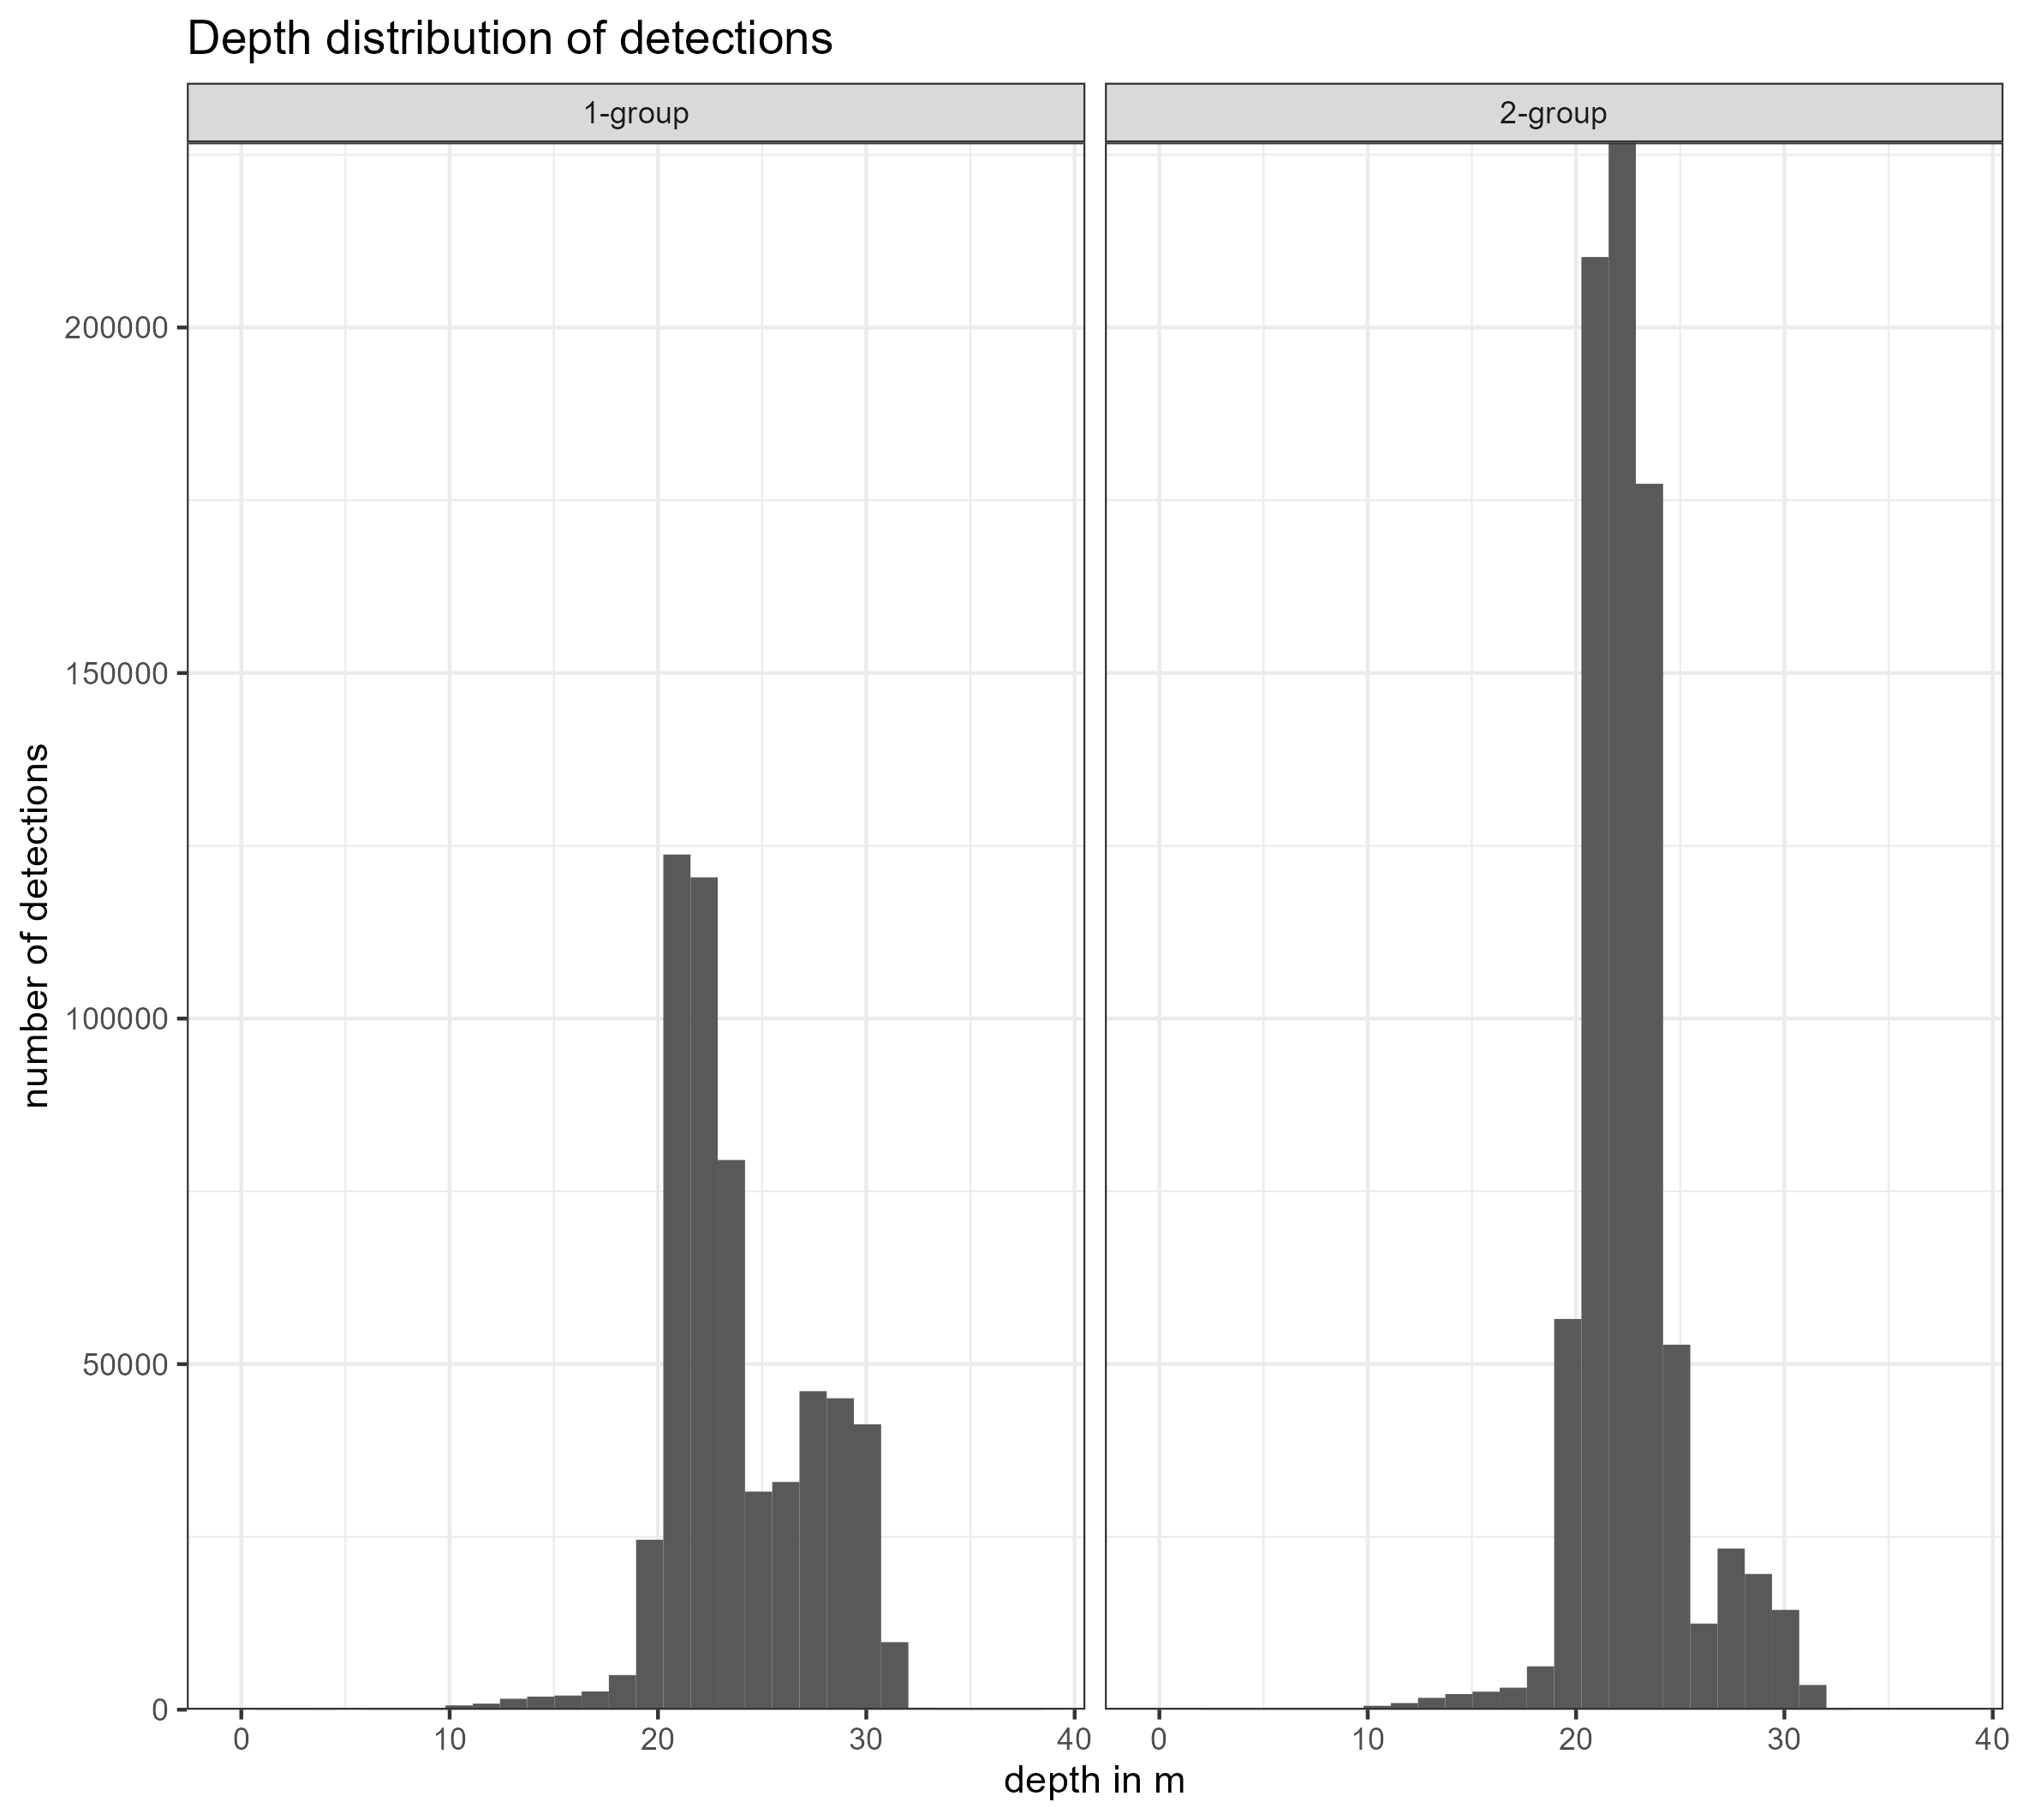 Depth distribution of detections
1-group
2-group
200000
150000
100000
50000
0
number of detections
0 10 20 30 40
0 10 20 30 40
depth in m